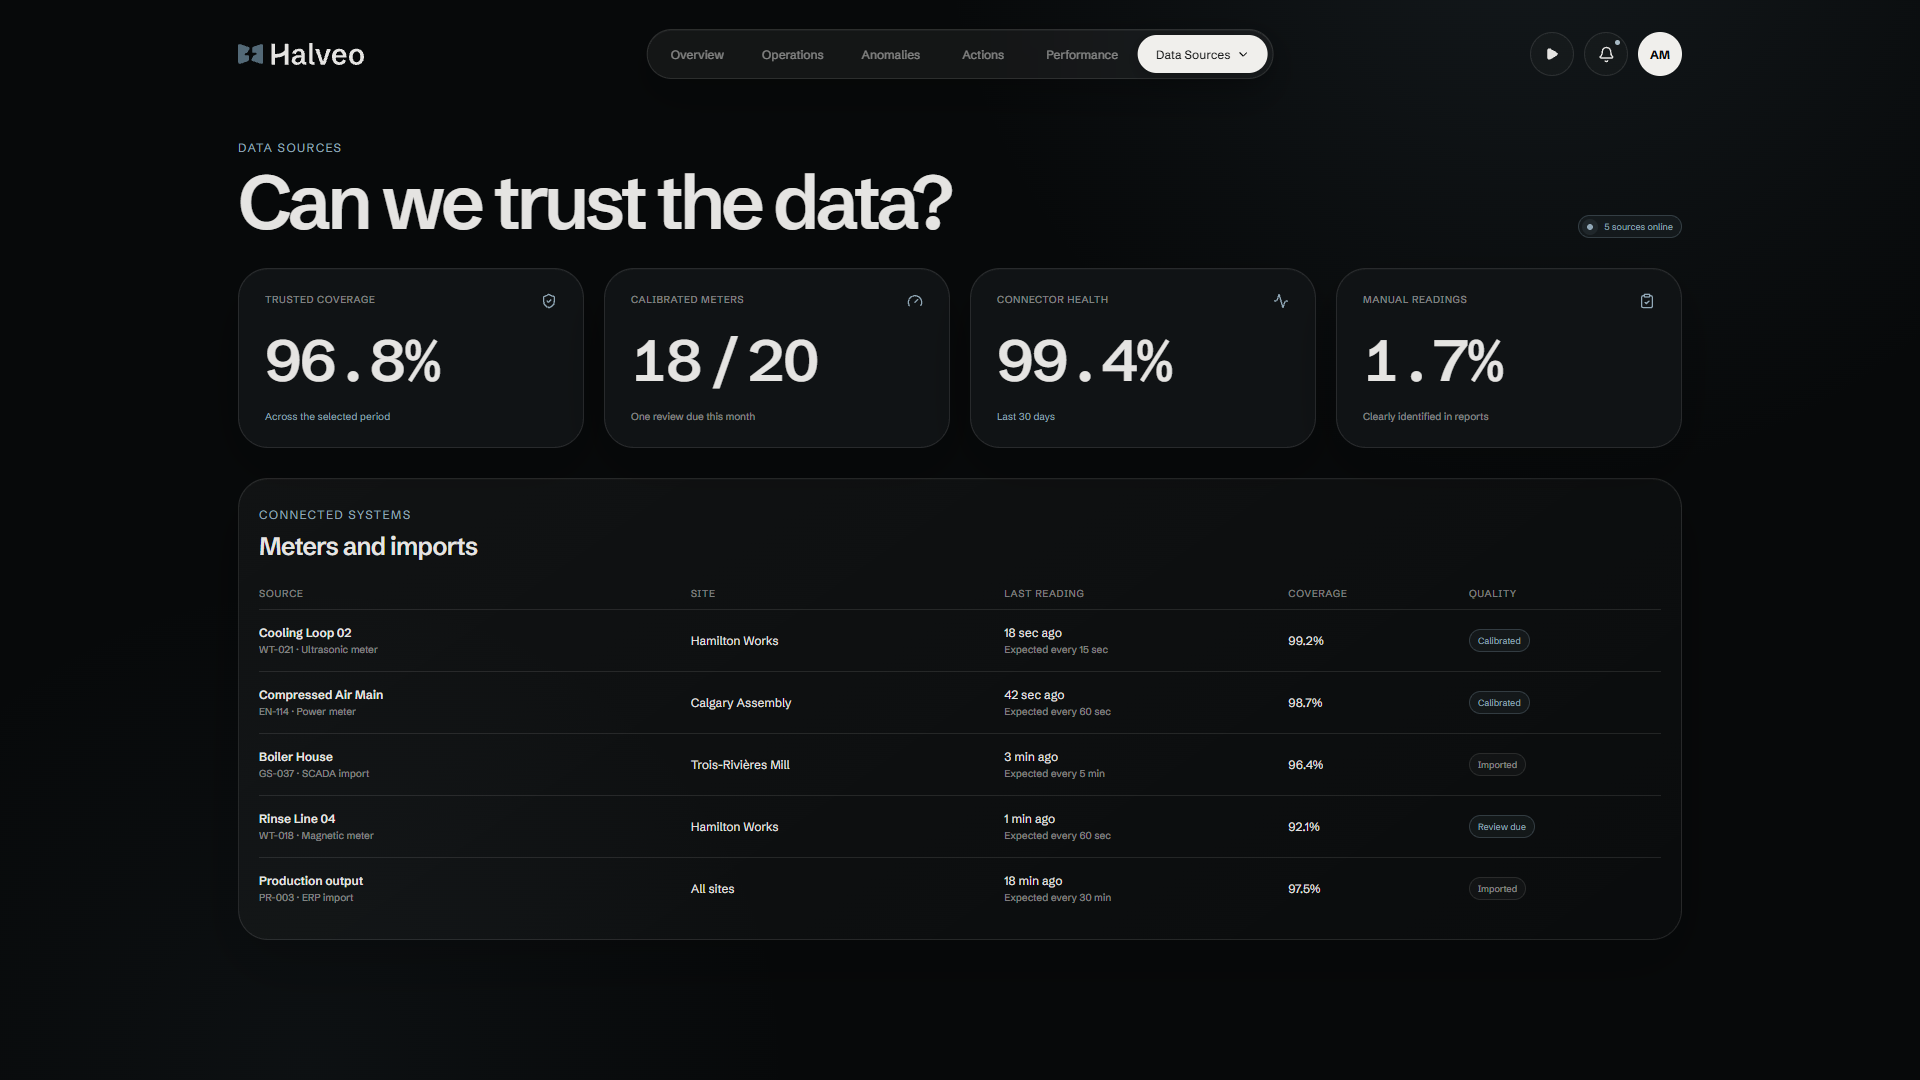 Halveo
Overview
Operations
Anomalies
Actions
Performance
Data Sources
AM
DATA SOURCES
Can we trust the data?
5 sources online
TRUSTED COVERAGE
96.8%
Across the selected period
CALIBRATED METERS
18/20
One review due this month
CONNECTOR HEALTH
99.4%
Last 30 days
MANUAL READINGS
1.7%
Clearly identified in reports
CONNECTED SYSTEMS
Meters and imports
SOURCE SITE LAST READING COVERAGE QUALITY
Cooling Loop 02
WT-021 · Ultrasonic meter
Hamilton Works
18 sec ago
Expected every 15 sec
99.2%
Calibrated
Compressed Air Main
EN-114 · Power meter
Calgary Assembly
42 sec ago
Expected every 60 sec
98.7%
Calibrated
Boiler House
GS-037 · SCADA import
Trois-Rivières Mill
3 min ago
Expected every 5 min
96.4%
Imported
Rinse Line 04
WT-018 · Magnetic meter
Hamilton Works
1 min ago
Expected every 60 sec
92.1%
Review due
Production output
PR-003 · ERP import
All sites
18 min ago
Expected every 30 min
97.5%
Imported